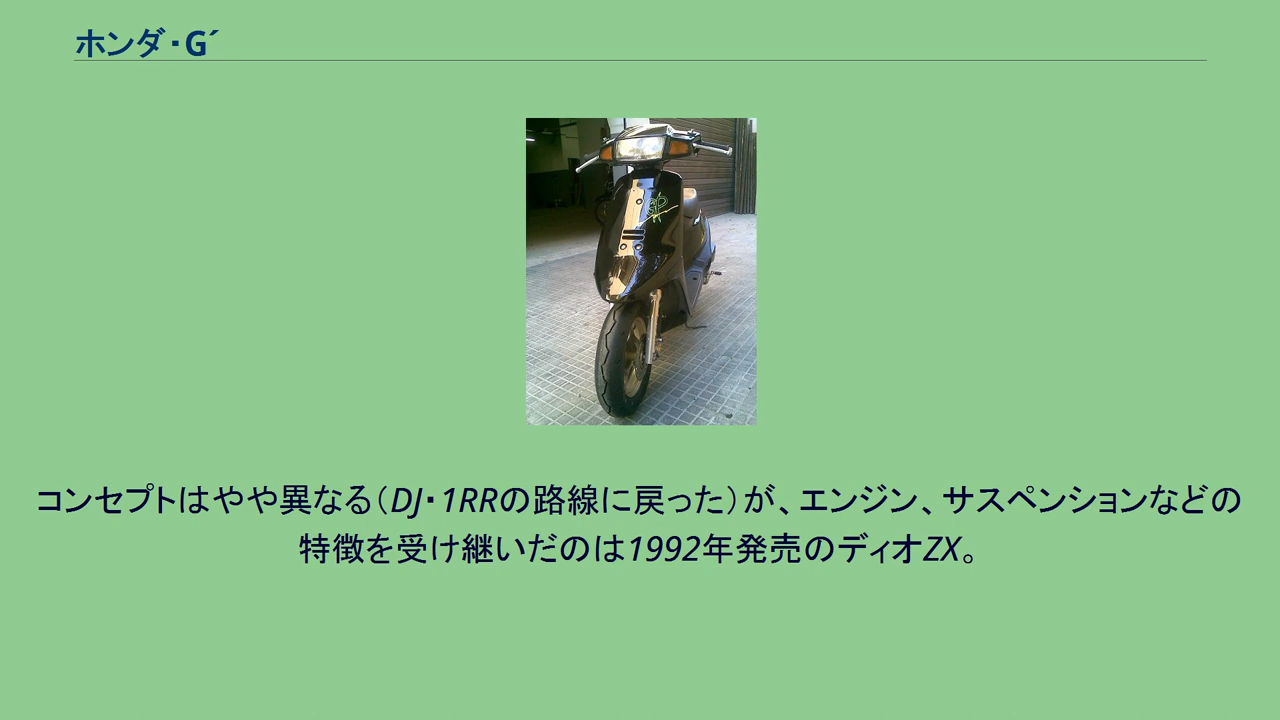 ホンダ・G´
コンセプトはやや異なる（DJ・1RRの路線に戻った）が、エンジン、サスペンションなどの
特徴を受け継いだのは1992年発売のディオZX。